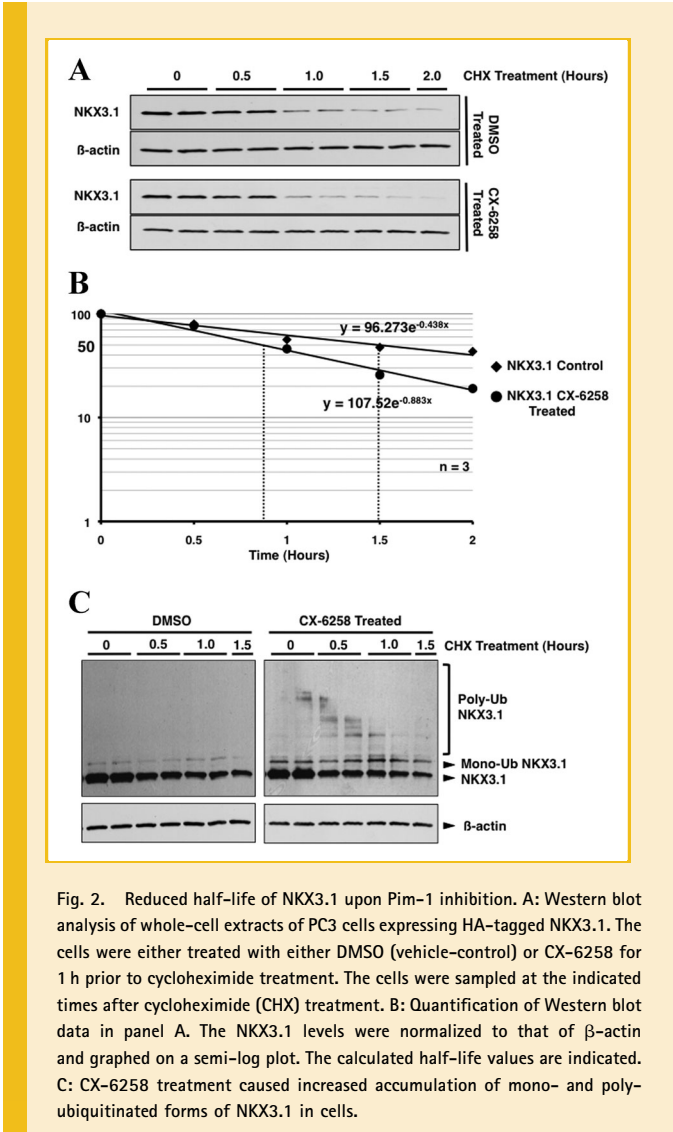 A
0 0.5 1.0 1.5 2.0 CHX Treatment (Hours)
NKX3.1
ß-actin
DMSO
Treated
NKX3.1
ß-actin
CX-6258
Treated
B
100
50
10
1
y = 96.273e-0.438x
y = 107.52e-0.883x
n = 3
NKX3.1 Control
NKX3.1 CX-6258
Treated
0 0.5 1 1.5 2
Time (Hours)
C
DMSO CX-6258 Treated
0 0.5 1.0 1.5 0 0.5 1.0 1.5 CHX Treatment (Hours)
Poly-Ub
NKX3.1
Mono-Ub NKX3.1
NKX3.1
ß-actin
Fig. 2. Reduced half-life of NKX3.1 upon Pim-1 inhibition. A: Western blot
analysis of whole-cell extracts of PC3 cells expressing HA-tagged NKX3.1. The
cells were either treated with either DMSO (vehicle-control) or CX-6258 for
1 h prior to cycloheximide treatment. The cells were sampled at the indicated
times after cycloheximide (CHX) treatment. B: Quantification of Western blot
data in panel A. The NKX3.1 levels were normalized to that of β-actin
and graphed on a semi-log plot. The calculated half-life values are indicated.
C: CX-6258 treatment caused increased accumulation of mono- and poly-
ubiquitinated forms of NKX3.1 in cells.